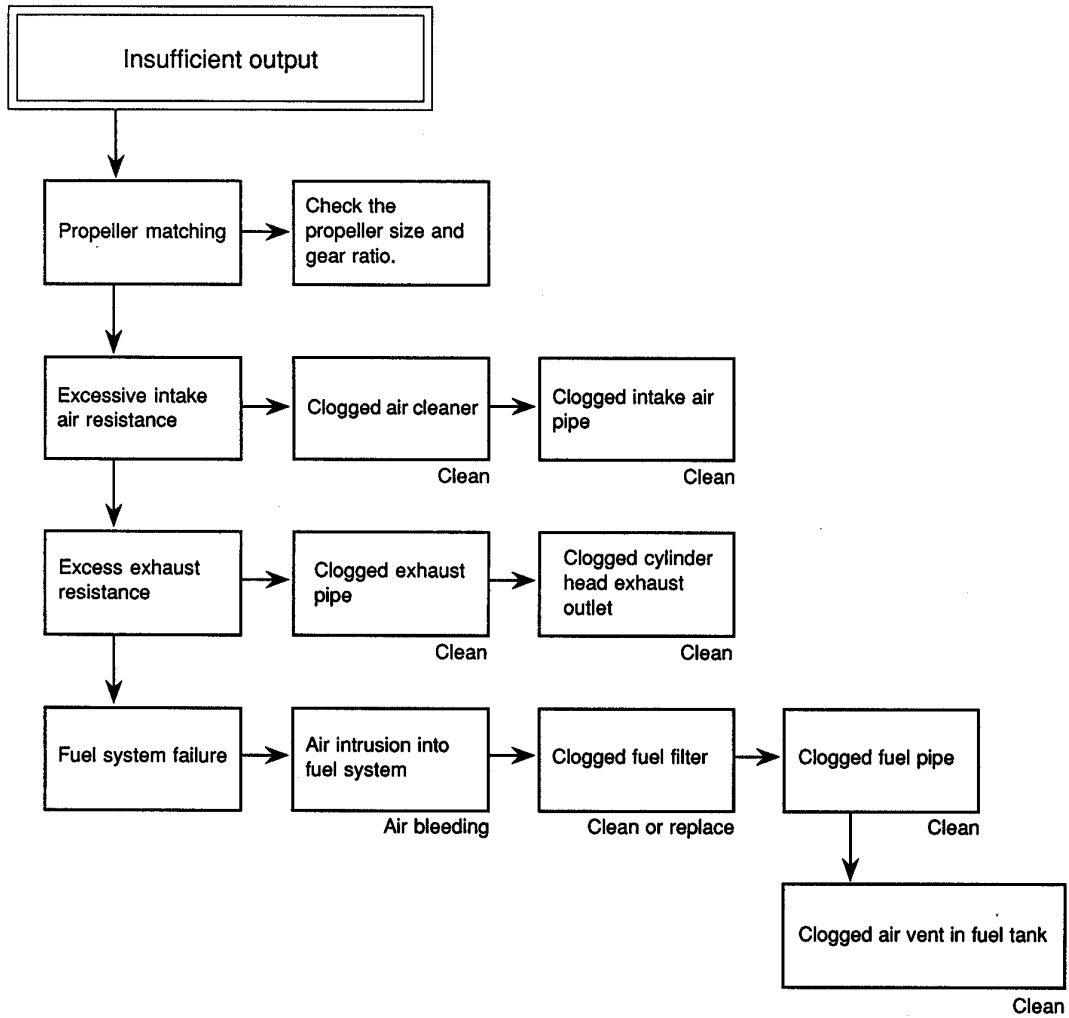 Insufficient output
Propeller matching
Check the
propeller size and
gear ratio.
Excessive intake
air resistance
Clogged air cleaner
Clean
Clogged intake air
pipe
Clean
Excess exhaust
resistance
Clogged exhaust
pipe
Clean
Clogged cylinder
head exhaust
outlet
Clean
Fuel system failure
Air intrusion into
fuel system
Air bleeding
Clogged fuel filter
Clean or replace
Clogged fuel pipe
Clean
Clogged air vent in fuel tank
Clean